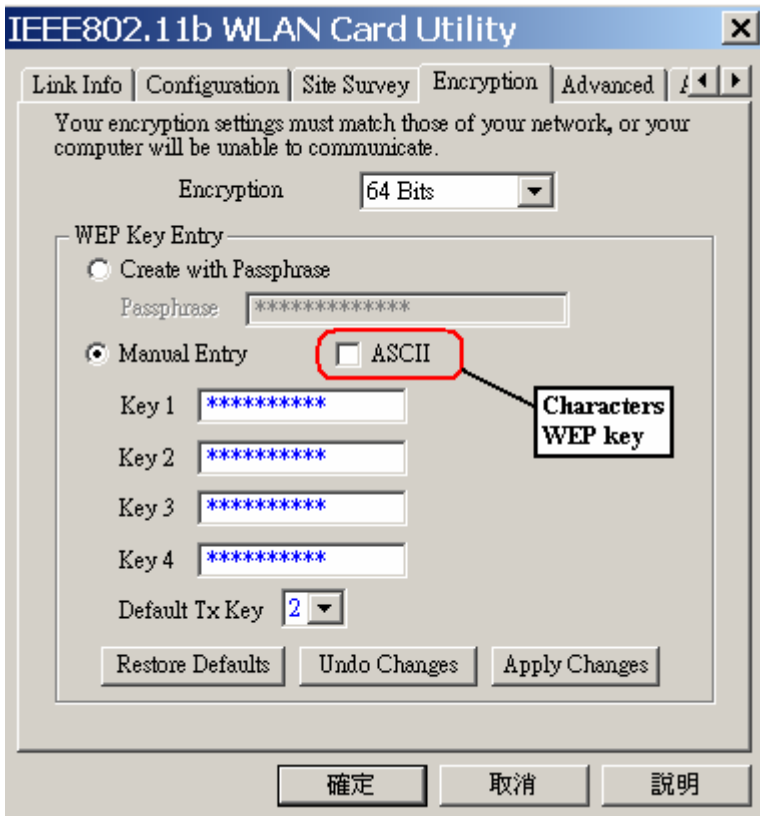 IEEE802.11b WLAN Card Utility
Link Info Configuration Site Survey Encryption Advanced
Your encryption settings must match those of your network, or your
computer will be unable to communicate.
Encryption 64 Bits
WEP Key Entry
Create with Passphrase
Passphrase *************
Manual Entry ASCII
Key 1 **********
Characters
WEP key
Key 2 **********
Key 3 **********
Key 4 **********
Default Tx Key 2
Restore Defaults Undo Changes Apply Changes
確定 取消 說明